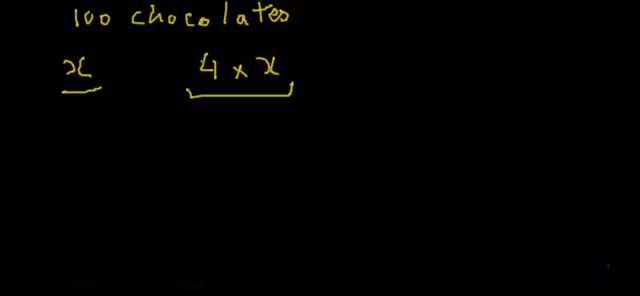 100 chocolates
x 4 × x